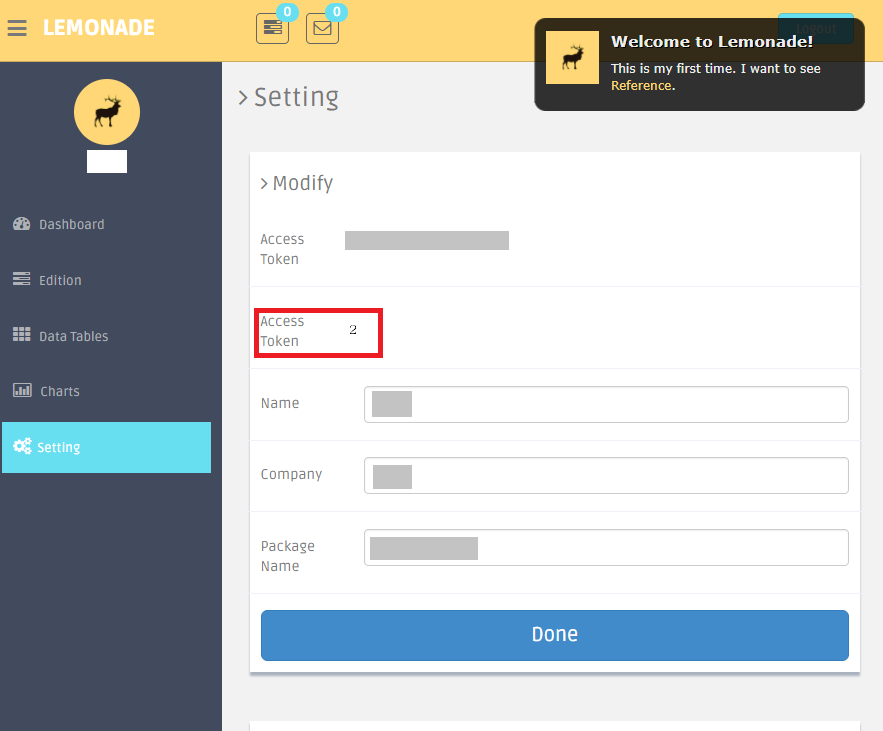 LEMONADE
0
0
Logout
Welcome to Lemonade!
This is my first time. I want to see
Reference.
Setting
Dashboard
Edition
Data Tables
Charts
Setting
Modify
Access
Token
Access
Token
2
Name
Company
Package
Name
Done